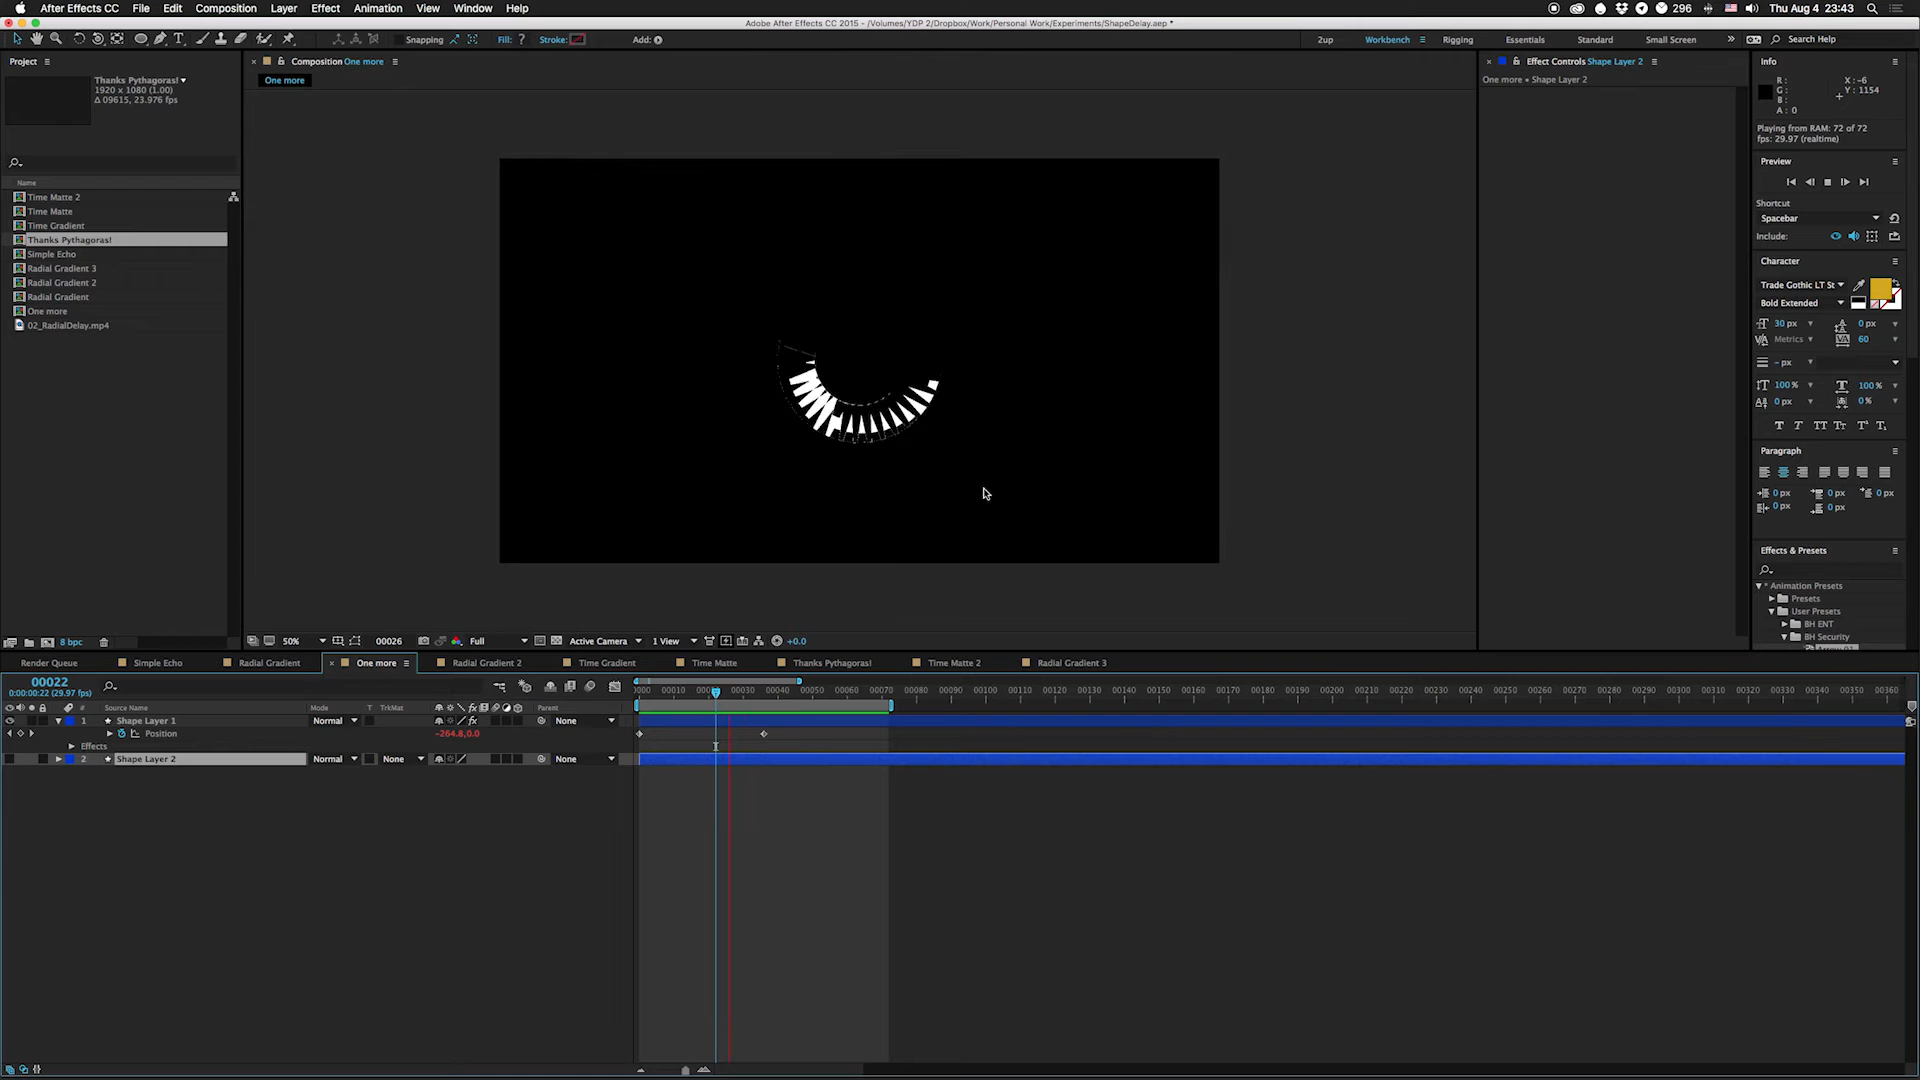 After Effects CC File Edit Composition Layer Effect Animation View Window Help 296 Thu Aug 4 23:43
Adobe After Effects CC 2015 - /Volumes/YDP 2/Dropbox/Work/Personal Work/Experiments/ShapeDelay.aep *
Snapping Fill: ? Stroke: Add: 2up Workbench Rigging Essentials Standard Small Screen Search Help
Project
Thanks Pythagoras!
1920 x 1080 (1.00)
Δ 09615, 23.976 fps
Name
Time Matte 2
Time Matte
Time Gradient
Thanks Pythagoras!
Simple Echo
Radial Gradient 3
Radial Gradient 2
Radial Gradient
One more
02_RadialDelay.mp4
8 bpc
Composition One more
One more
50% 00026 Full Active Camera 1 View +0.0
Effect Controls Shape Layer 2
One more • Shape Layer 2
Info
R: X: -6
G: Y: 1154
B:
A: 0
Playing from RAM: 72 of 72
fps: 29.97 (realtime)
Preview
Shortcut
Spacebar
Include:
Character
Trade Gothic LT St
Bold Extended
30 px 0 px
Metrics 60
- px
100% 100%
0 px 0%
T T TT Tt T¹ T₁
Paragraph
0 px 0 px 0 px
0 px 0 px
Effects & Presets
* Animation Presets
Presets
User Presets
BH ENT
BH Security
Render Queue Simple Echo Radial Gradient One more Radial Gradient 2 Time Gradient Time Matte Thanks Pythagoras! Time Matte 2 Radial Gradient 3
00022
0:00:00:22 (29.97 fps)
00010 00030 00040 00050 00060 00070 00080 00090 00100 00110 00120 00130 00140 00150 00160 00170 00180 00190 00200 00210 00220 00230 00240 00250 00260 00270 00280 00290 00300 00310 00320 00330 00340 00350 00360
# Source Name Mode T TrkMat Parent
1 Shape Layer 1 Normal None
Position -264.8,0.0
Effects
2 Shape Layer 2 Normal None None